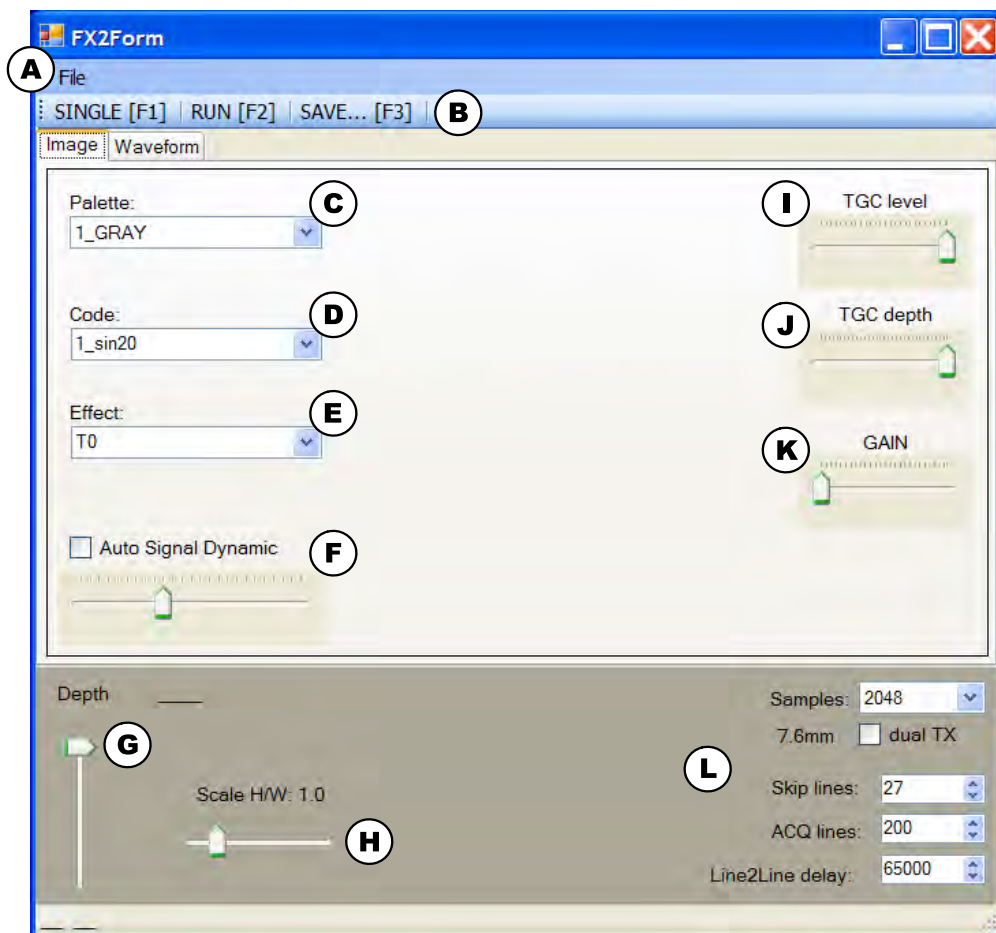 FX2Form
A File
SINGLE [F1] RUN [F2] SAVE... [F3] B
Image Waveform
Palette: C
1_GRAY
Code: D
1_sin20
Effect: E
T0
Auto Signal Dynamic F
I TGC level
J TGC depth
K GAIN
Depth
G
Scale H/W: 1.0
H
L
Samples: 2048
7.6mm dual TX
Skip lines: 27
ACQ lines: 200
Line2Line delay: 65000